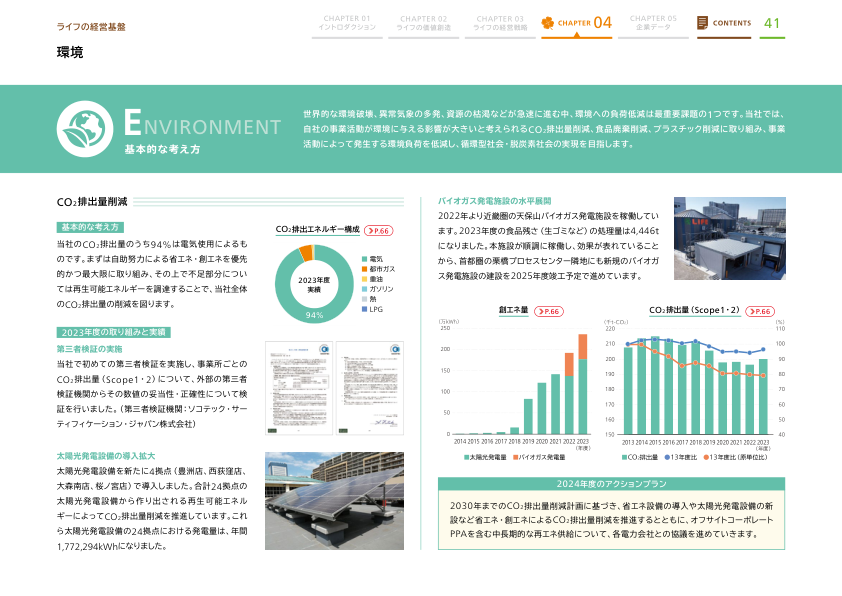 ライフの経営基盤
環境
CHAPTER 01
イントロダクション
CHAPTER 02
ライフの価値創造
CHAPTER 03
ライフの経営戦略
CHAPTER 04
CHAPTER 05
企業データ
CONTENTS
41
ENVIRONMENT
基本的な考え方
世界的な環境破壊、異常気象の多発、資源の枯渇などが急速に進む中、環境への負荷低減は最重要課題の1つです。当社では、
自社の事業活動が環境に与える影響が大きいと考えられるCO₂排出量削減、食品廃棄削減、プラスチック削減に取り組み、事業
活動によって発生する環境負荷を低減し、循環型社会・脱炭素社会の実現を目指します。
CO₂排出量削減
基本的な考え方
当社のCO₂排出量のうち94%は電気使用によるも
のです。まずは自助努力による省エネ・創エネを優先
的かつ最大限に取り組み、その上で不足部分につい
ては再生可能エネルギーを調達することで、当社全体
のCO₂排出量の削減を図ります。
2023年度の取り組みと実績
第三者検証の実施
当社で初めての第三者検証を実施し、事業所ごとの
CO₂排出量（Scope1・2）について、外部の第三者
検証機関からその数値の妥当性・正確性について検
証を行いました。（第三者検証機関：ソコテック・サー
ティフィケーション・ジャパン株式会社）
太陽光発電設備の導入拡大
太陽光発電設備を新たに4拠点（豊洲店、西荻窪店、
大森南店、桜ノ宮店）で導入しました。合計24拠点の
太陽光発電設備から作り出される再生可能エネル
ギーによってCO₂排出量削減を推進しています。これ
ら太陽光発電設備の24拠点における発電量は、年間
1,772,294kWhになりました。
CO₂排出エネルギー構成
P.66
2023年度
実績
94%
電気
都市ガス
重油
ガソリン
熱
LPG
バイオガス発電施設の水平展開
2022年より近畿圏の天保山バイオガス発電施設を稼働してい
ます。2023年度の食品残さ（生ゴミなど）の処理量は4,446t
になりました。本施設が順調に稼働し、効果が表れていること
から、首都圏の栗橋プロセスセンター隣地にも新規のバイオガ
ス発電施設の建設を2025年度竣工予定で進めています。
LIFE
創エネ量
P.66
（万kWh）
250
200
150
100
50
0
2014 2015 2016 2017 2018 2019 2020 2021 2022 2023
（年度）
太陽光発電量
バイオガス発電量
CO₂排出量（Scope1・2）
P.66
（千t-CO₂）
（%）
220
210
200
190
180
170
160
150
110
100
90
80
70
60
50
40
2013 2014 2015 2016 2017 2018 2019 2020 2021 2022 2023
（年度）
CO₂排出量
13年度比
13年度比（原単位比）
2024年度のアクションプラン
2030年までのCO₂排出量削減計画に基づき、省エネ設備の導入や太陽光発電設備の新
設など省エネ・創エネによるCO₂排出量削減を推進するとともに、オフサイトコーポレート
PPAを含む中長期的な再エネ供給について、各電力会社との協議を進めていきます。